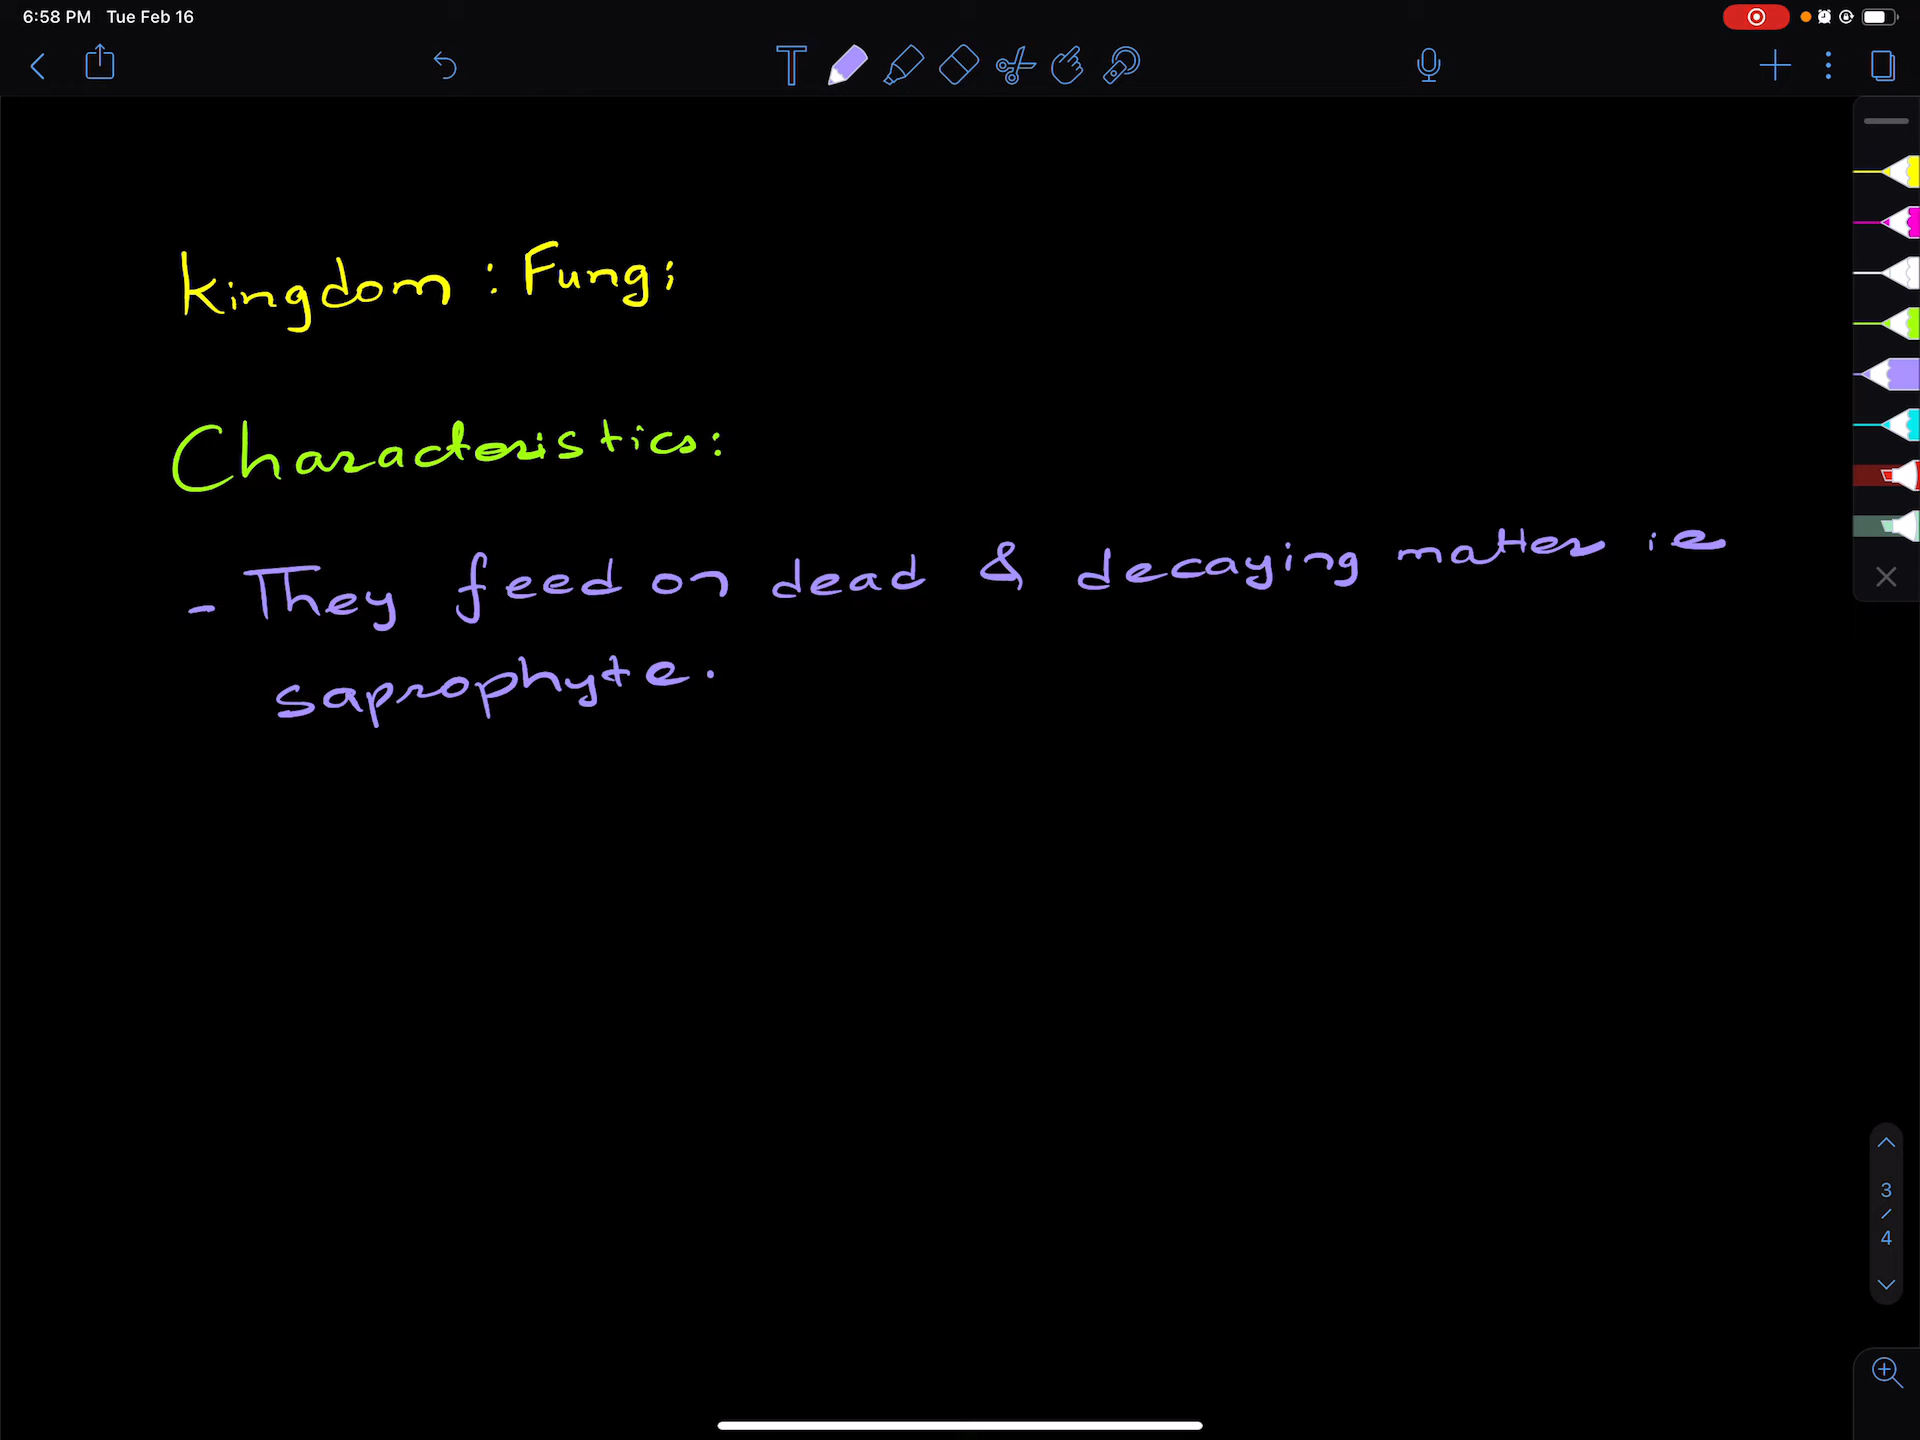 6:58 PM Tue Feb 16
Kingdom : Fungi
Characteristics:
- They feed on dead & decaying matter ie
saprophyte.
3
/
4